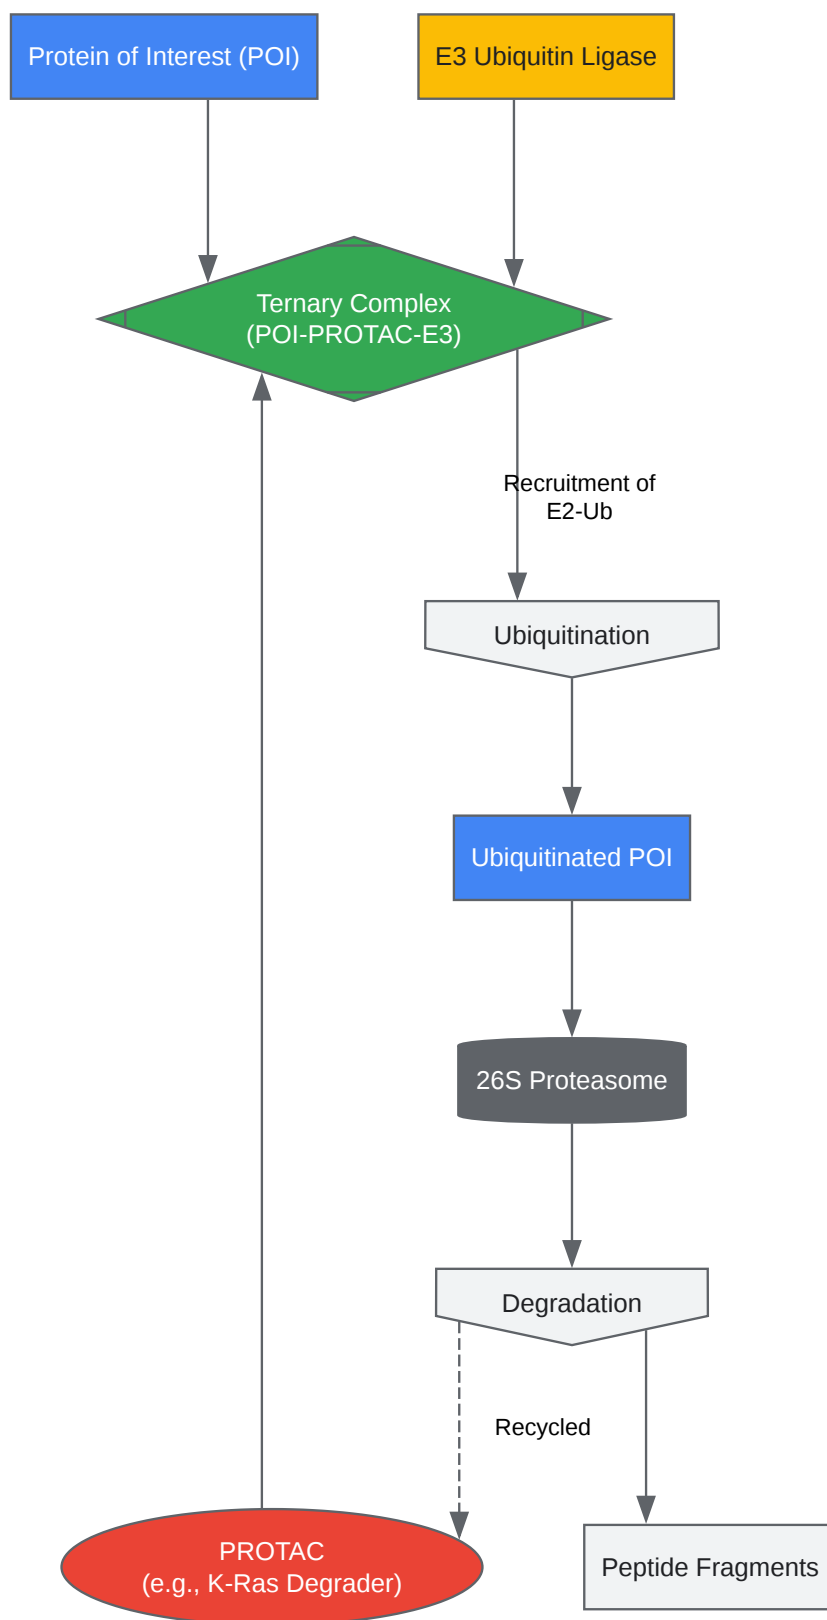 Protein of Interest (POI)
E3 Ubiquitin Ligase
Ternary Complex
(POI-PROTAC-E3)
Recruitment of
E2-Ub
Ubiquitination
Ubiquitinated POI
26S Proteasome
Degradation
Recycled
PROTAC
(e.g., K-Ras Degrader)
Peptide Fragments